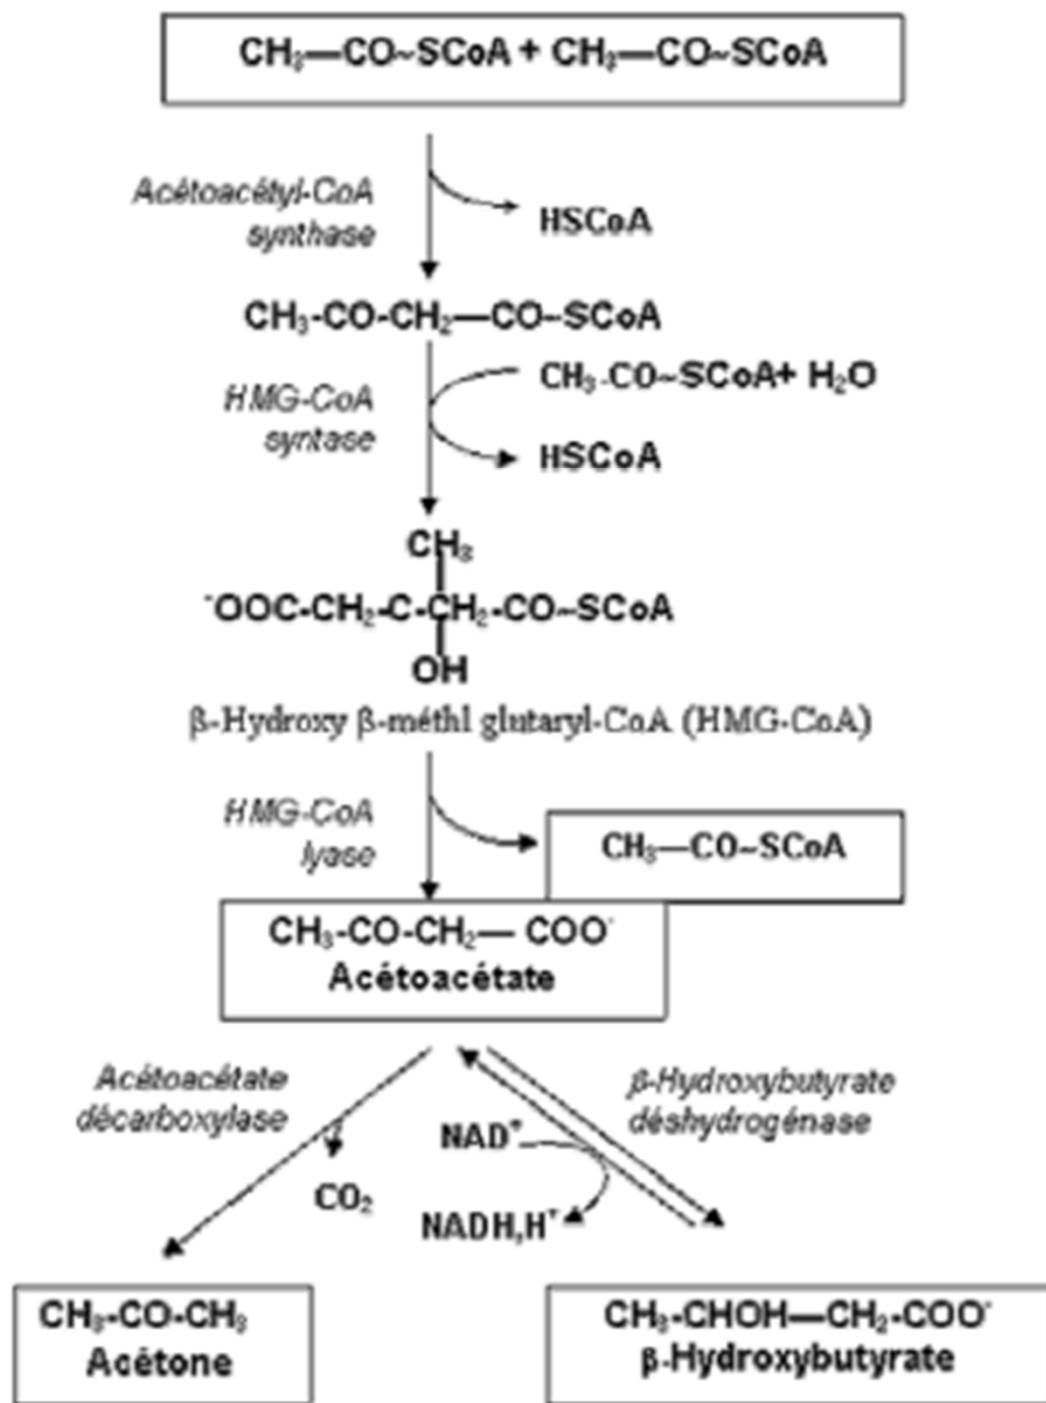 CH₃—CO~SCoA + CH₃—CO~SCoA
Acétoacétyl-CoA
synthase
HSCoA
CH₃-CO-CH₂—CO~SCoA
CH₃-CO~SCoA+ H₂O
HMG-CoA
syntase
HSCoA
CH₃
⁻OOC-CH₂-C-CH₂-CO~SCoA
OH
β-Hydroxy β-méthl glutaryl-CoA (HMG-CoA)
HMG-CoA
lyase
CH₃—CO~SCoA
CH₃-CO-CH₂— COO⁻
Acétoacétate
Acétoacétate
décarboxylase
β-Hydroxybutyrate
déshydrogénase
NAD⁺
CO₂
NADH,H⁺
CH₃-CO-CH₃
Acétone
CH₃-CHOH—CH₂-COO⁻
β-Hydroxybutyrate